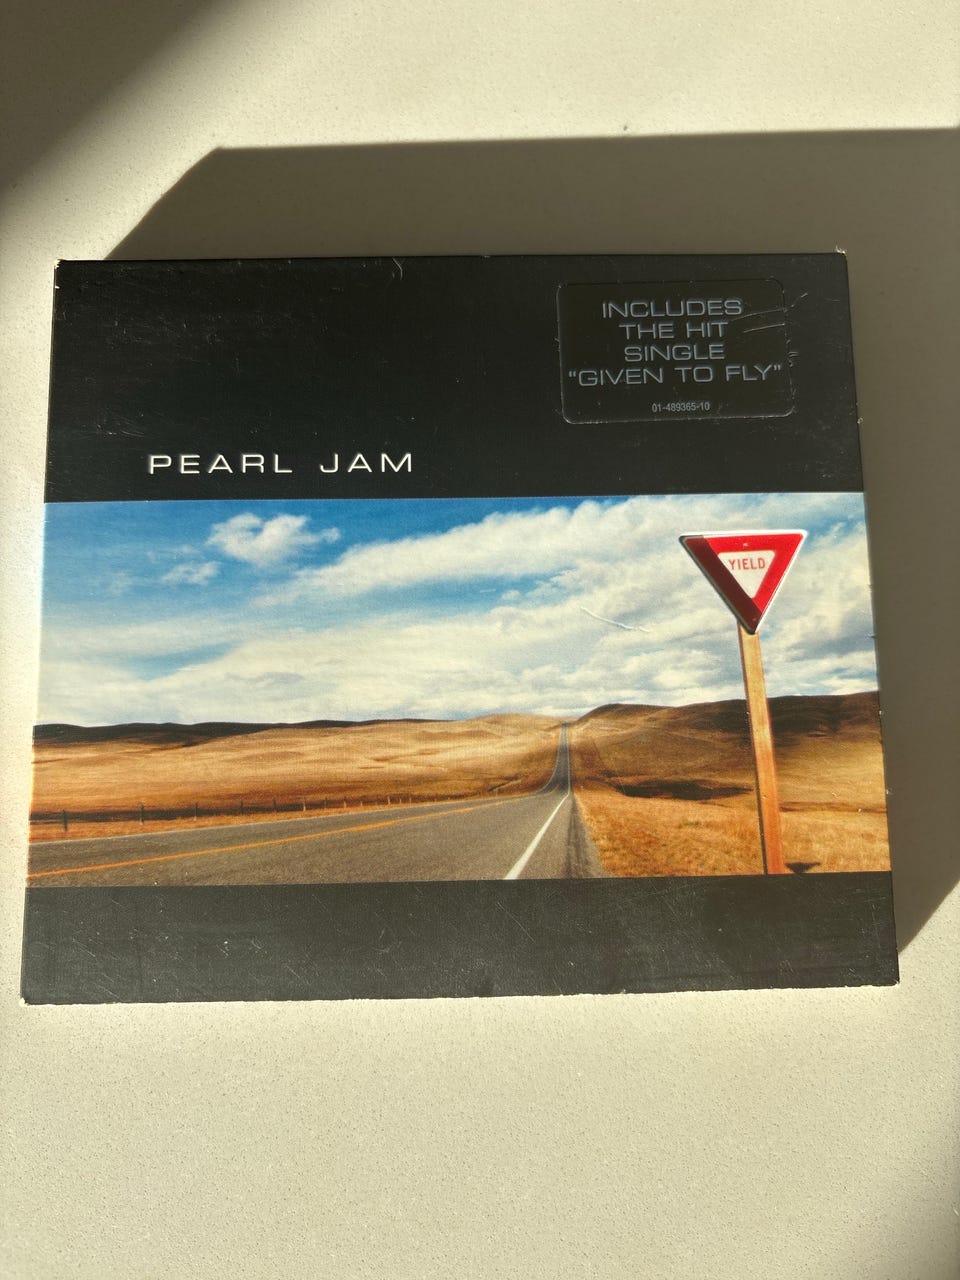 INCLUDES
THE HIT
SINGLE
"GIVEN TO FLY"
01-489365-10
PEARL JAM
YIELD